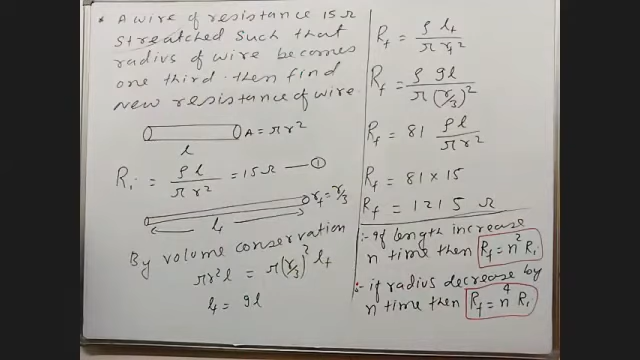 * A wire of resistance 15 Ω
streatched such that
radius of wire becomes
one third. then find
new resistance of wire.
A = πr²
l
Rᵢ = ρl / πr² = 15Ω — ①
r_f = r/3
l_f
By volume conservation
πr²l = π(r/3)² l_f
l_f = 9l
R_f = ρ l_f / π r_f²
R_f = ρ 9l / π(r/3)²
R_f = 81 ρl / πr²
R_f = 81 × 15
R_f = 1215 Ω
:- If length increase
n time then R_f = n² Rᵢ
:- if radius decrease by
n time then R_f = n⁴ Rᵢ